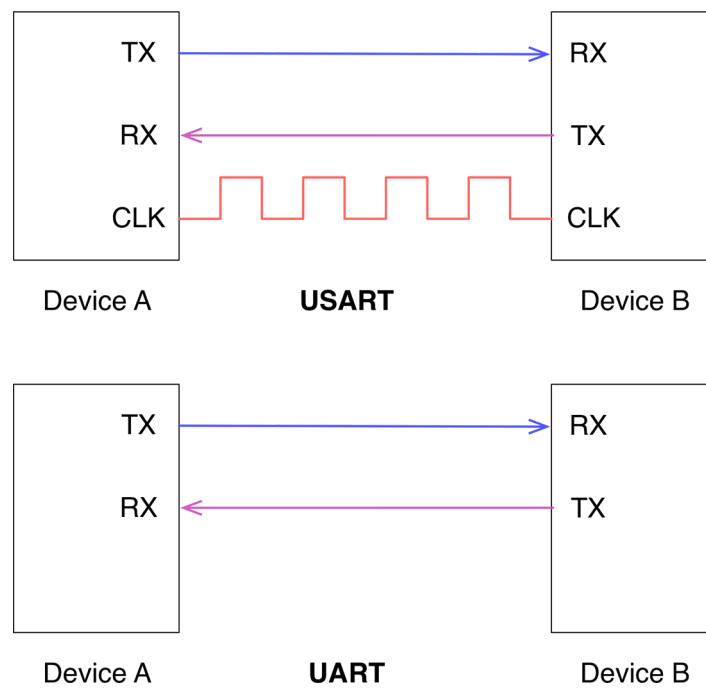 TX RX
RX TX
CLK CLK
Device A USART Device B
TX RX
RX TX
Device A UART Device B